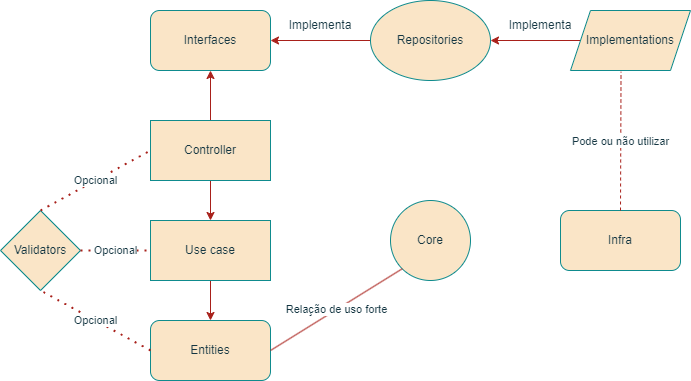 Implementa
Implementa
Interfaces
Repositories
Implementations
Controller
Pode ou não utilizar
Opcional
Validators
Opcional
Use case
Core
Infra
Relação de uso forte
Opcional
Entities